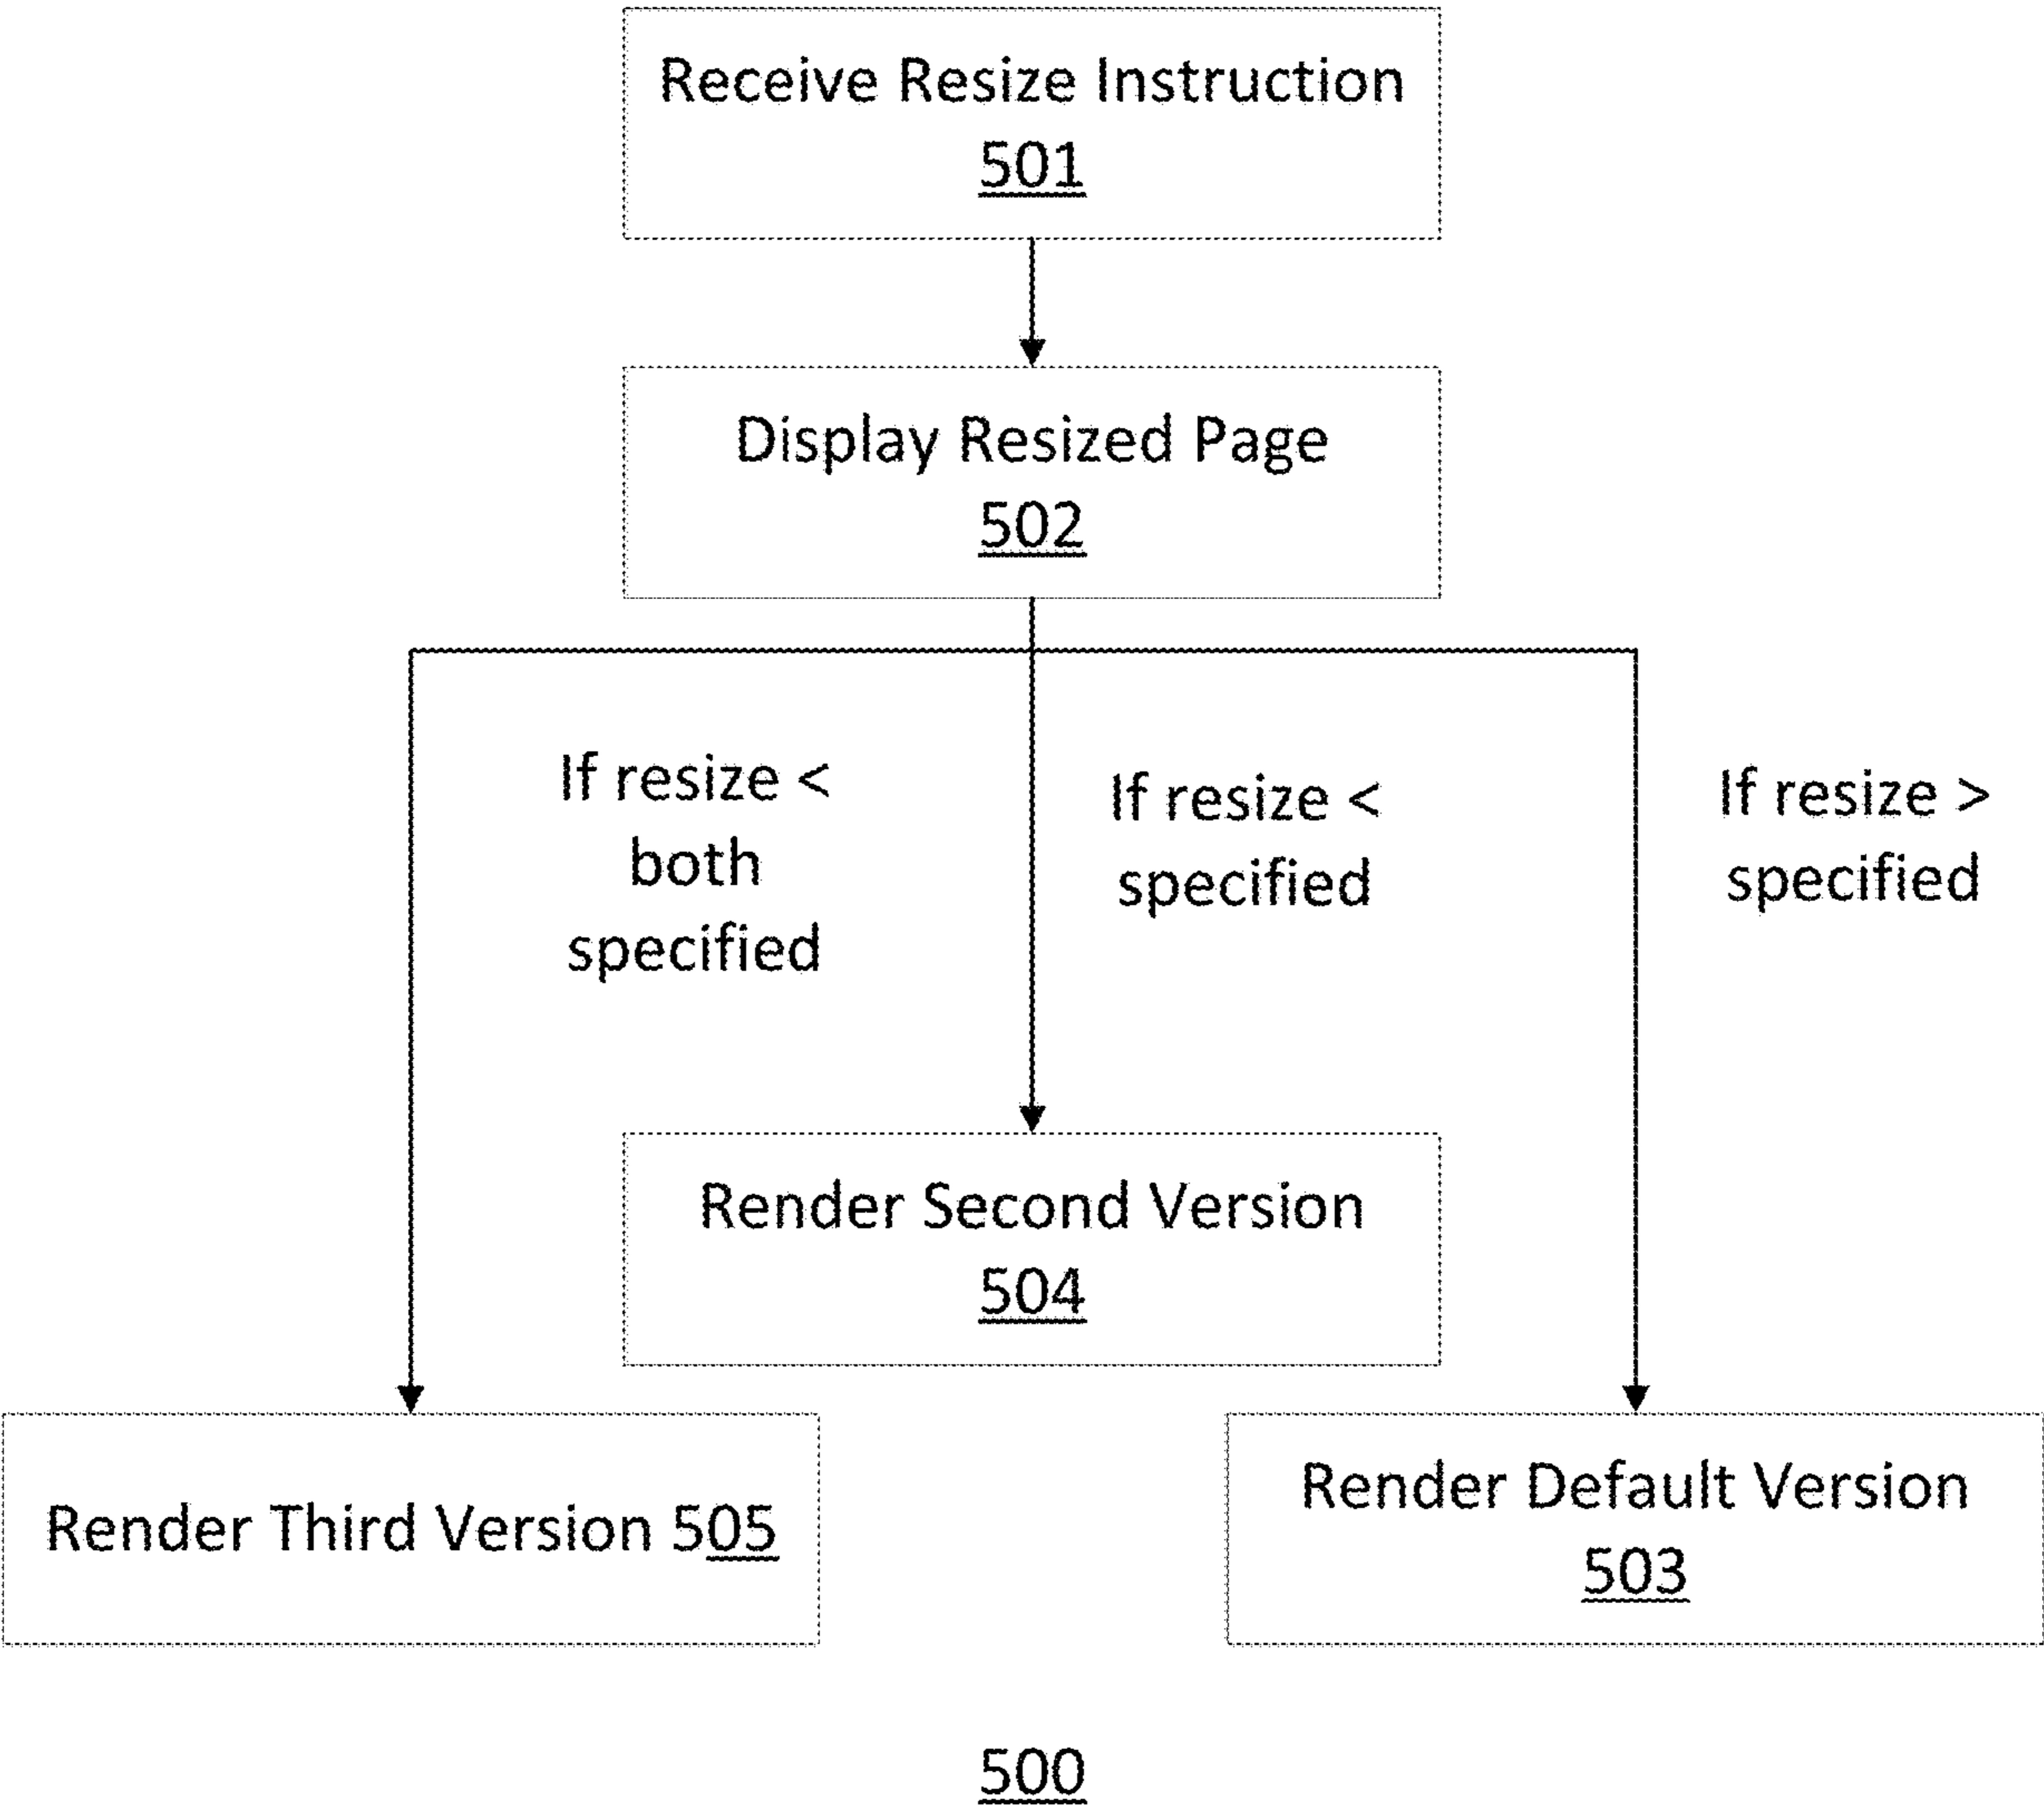 Receive Resize Instruction
501
Display Resized Page
502
If resize <
both
specified
If resize <
specified
If resize >
specified
Render Second Version
504
Render Third Version 505
Render Default Version
503
500